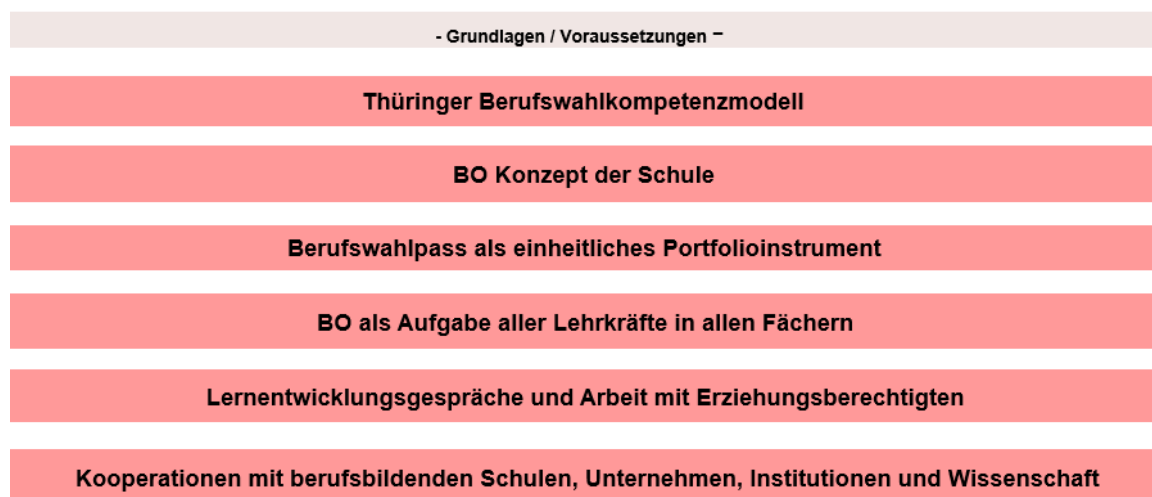 - Grundlagen / Voraussetzungen –
Thüringer Berufswahlkompetenzmodell
BO Konzept der Schule
Berufswahlpass als einheitliches Portfolioinstrument
BO als Aufgabe aller Lehrkräfte in allen Fächern
Lernentwicklungsgespräche und Arbeit mit Erziehungsberechtigten
Kooperationen mit berufsbildenden Schulen, Unternehmen, Institutionen und Wissenschaft